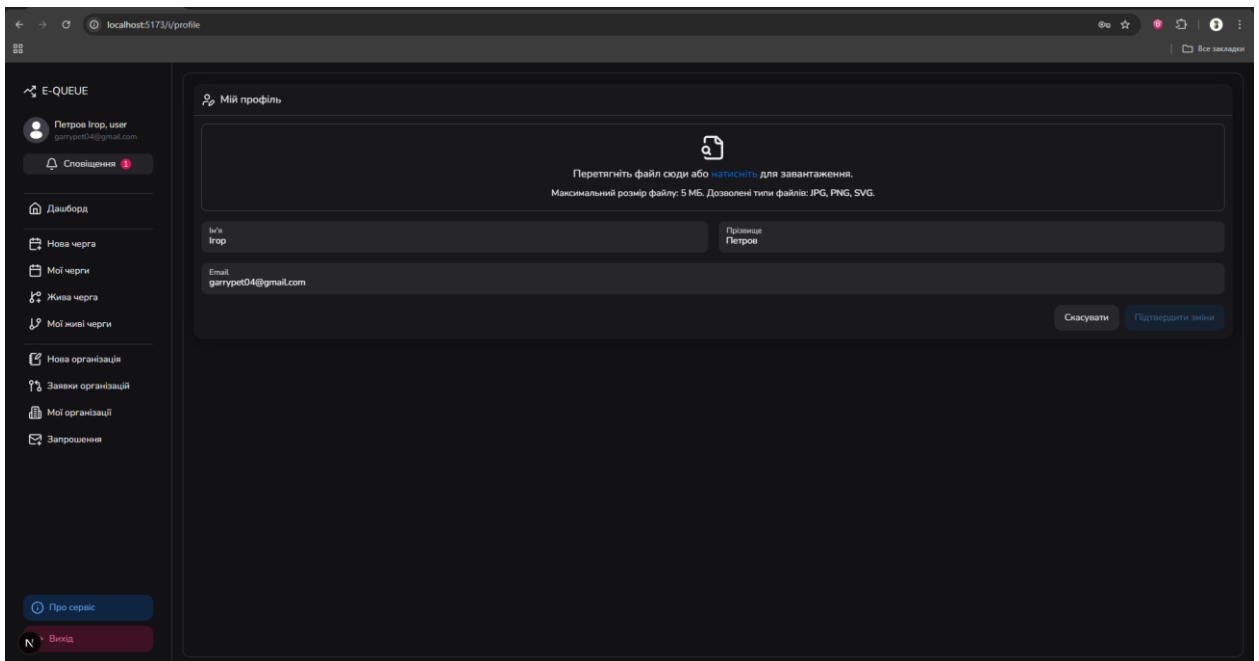 localhost:5173/i/profile
Все закладки
E-QUEUE
Петров Ігор, user
garrypet04@gmail.com
Сповіщення 1
Дашборд
Нова черга
Мої черги
Жива черга
Мої живі черги
Нова організація
Заявки організацій
Мої організації
Запрошення
Про сервіс
Вихід
N
Мій профіль
Перетягніть файл сюди або натисніть для завантаження.
Максимальний розмір файлу: 5 МБ. Дозволені типи файлів: JPG, PNG, SVG.
Ім'я
Ігор
Прізвище
Петров
Email
garrypet04@gmail.com
Скасувати
Підтвердити зміни